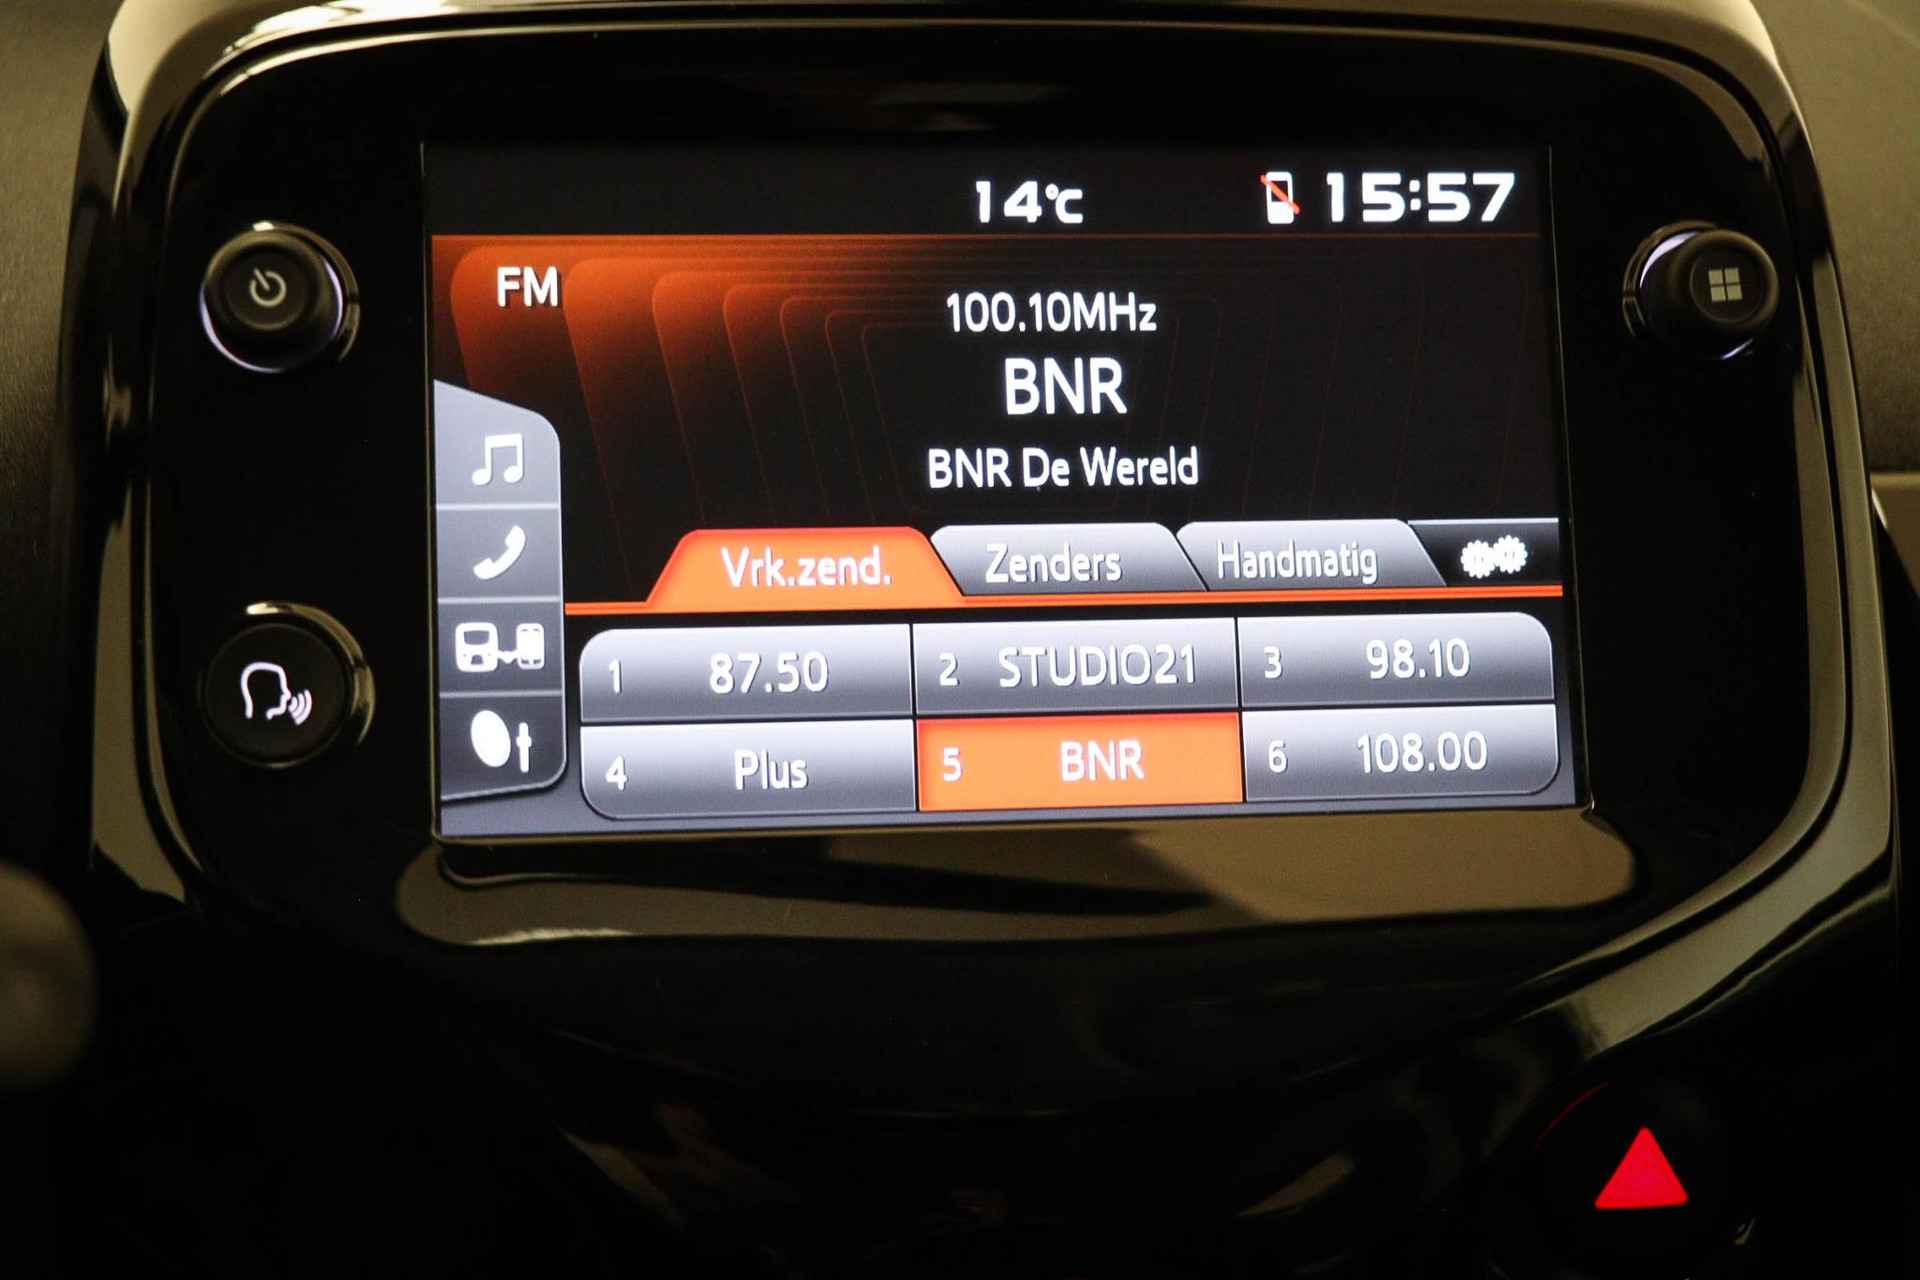 14°C 15:57
FM
100.10MHz
BNR
BNR De Wereld
Vrk.zend. Zenders Handmatig
1 87.50 2 STUDIO21 3 98.10
4 Plus 5 BNR 6 108.00